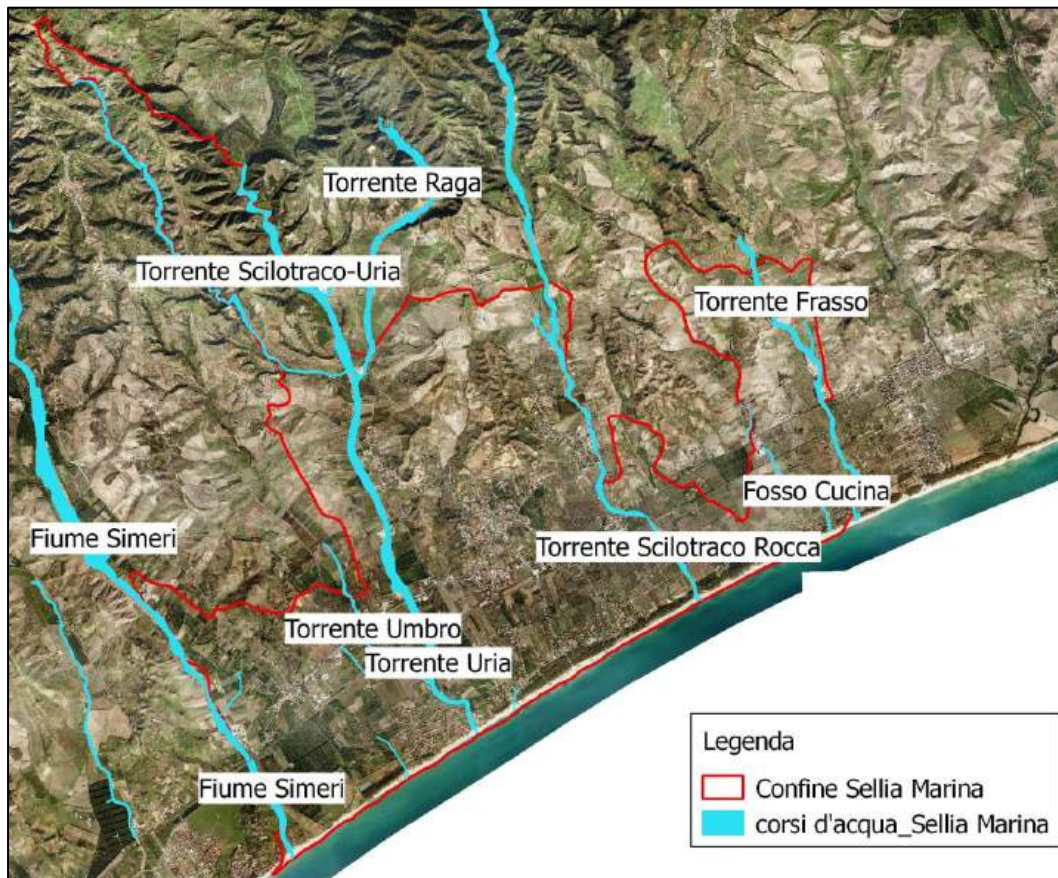 Torrente Raga
Torrente Scilotraco-Uria
Torrente Frasso
Fosso Cucina
Fiume Simeri
Torrente Scilotraco Rocca
Torrente Umbro
Torrente Uria
Fiume Simeri
Legenda
Confine Sellia Marina
corsi d'acqua_Sellia Marina